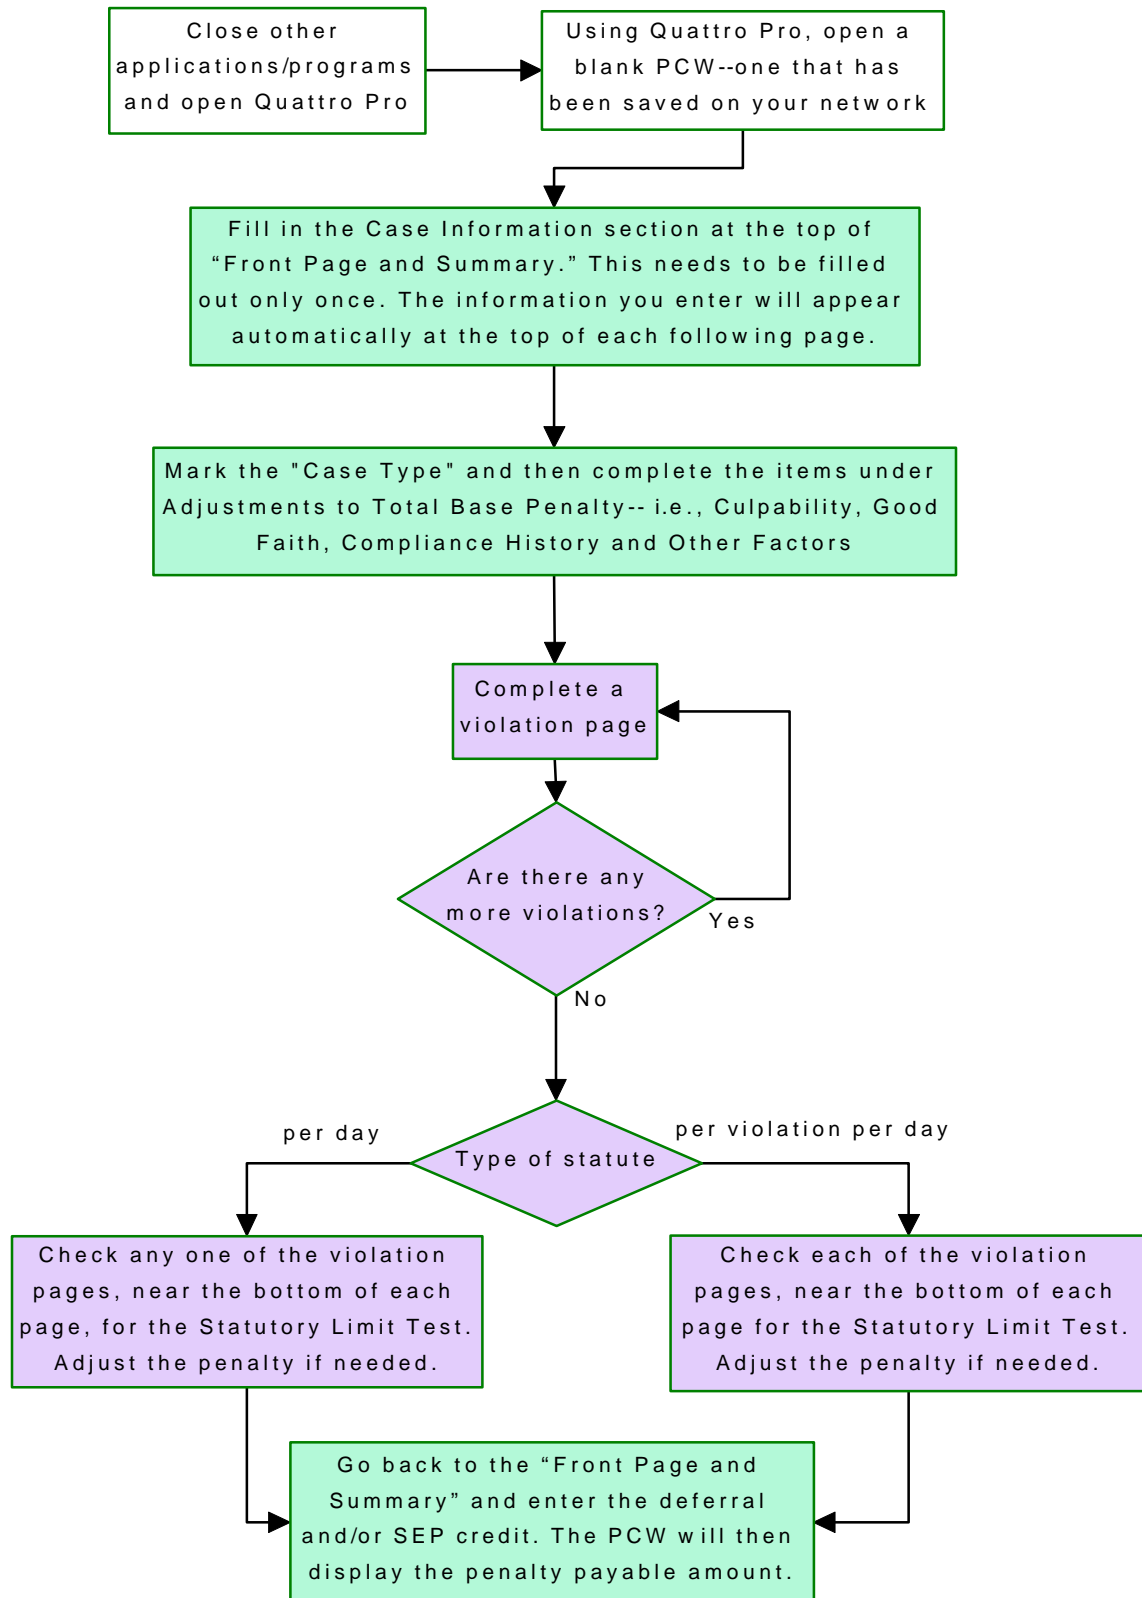 Close other
applications/programs
and open Quattro Pro
Using Quattro Pro, open a
blank PCW--one that has
been saved on your network
Fill in the Case Information section at the top of
“Front Page and Summary.” This needs to be filled
out only once. The information you enter will appear
automatically at the top of each following page.
Mark the "Case Type" and then complete the items under
Adjustments to Total Base Penalty-- i.e., Culpability, Good
Faith, Compliance History and Other Factors
Complete a
violation page
Are there any
more violations?
Yes
No
per day
per violation per day
Type of statute
Check any one of the violation
pages, near the bottom of each
page, for the Statutory Limit Test.
Adjust the penalty if needed.
Check each of the violation
pages, near the bottom of each
page for the Statutory Limit Test.
Adjust the penalty if needed.
Go back to the “Front Page and
Summary” and enter the deferral
and/or SEP credit. The PCW will then
display the penalty payable amount.